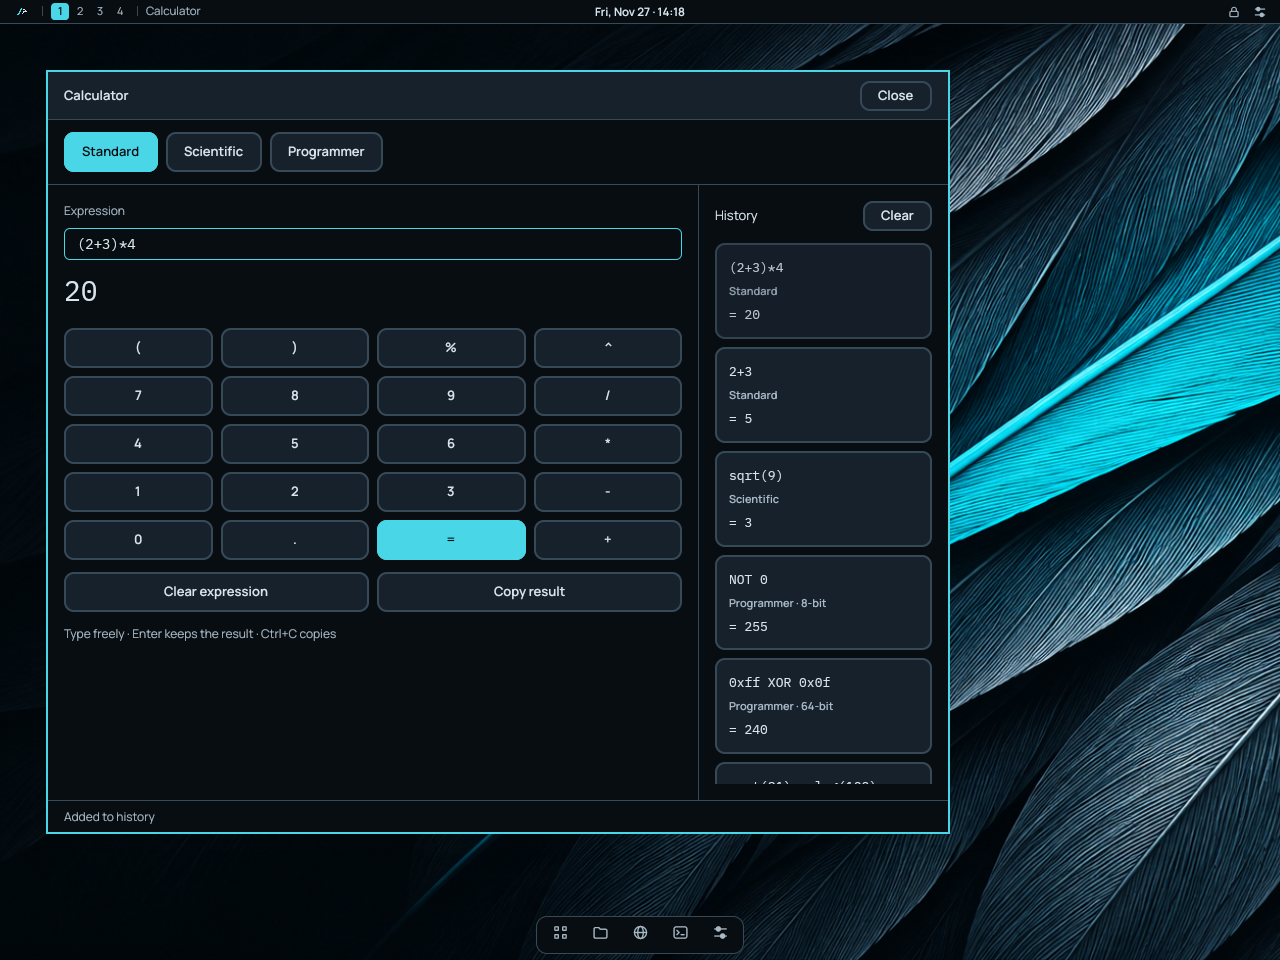 1 2 3 4 Calculator
Fri, Nov 27 · 14:18
Calculator
Close
Standard
Scientific
Programmer
Expression
(2+3)*4
20
( ) % ^
7 8 9 /
4 5 6 *
1 2 3 -
0 . = +
Clear expression
Copy result
Type freely · Enter keeps the result · Ctrl+C copies
History
Clear
(2+3)*4
Standard
= 20
2+3
Standard
= 5
sqrt(9)
Scientific
= 3
NOT 0
Programmer · 8-bit
= 255
0xff XOR 0x0f
Programmer · 64-bit
= 240
Added to history